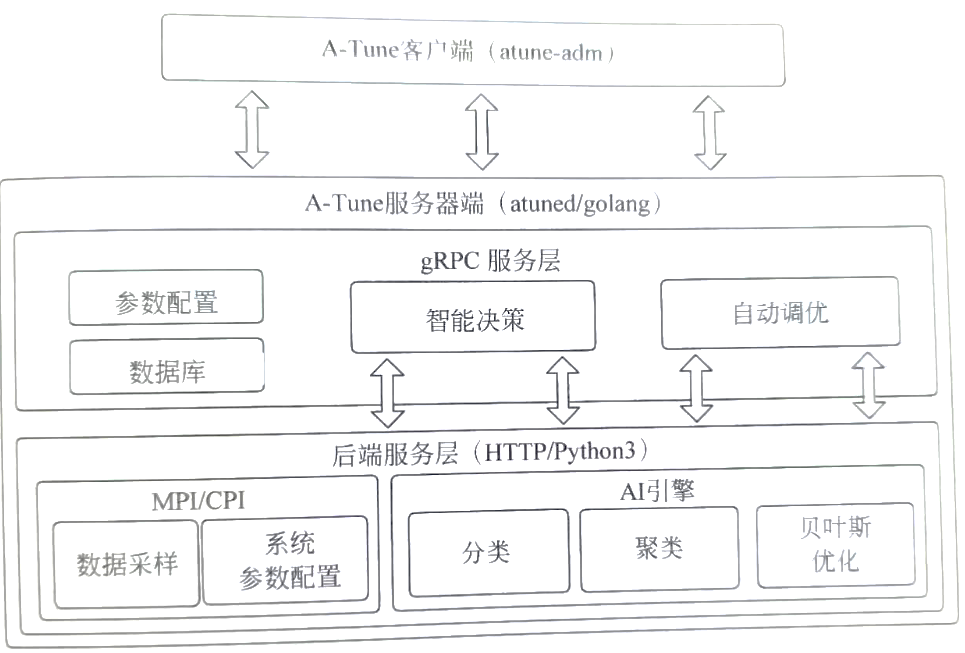 A-Tune客户端（atune-adm）
A-Tune服务器端（atuned/golang）
gRPC 服务层
参数配置
数据库
智能决策
自动调优
后端服务层（HTTP/Python3）
MPI/CPI
数据采样
系统
参数配置
AI引擎
分类
聚类
贝叶斯
优化